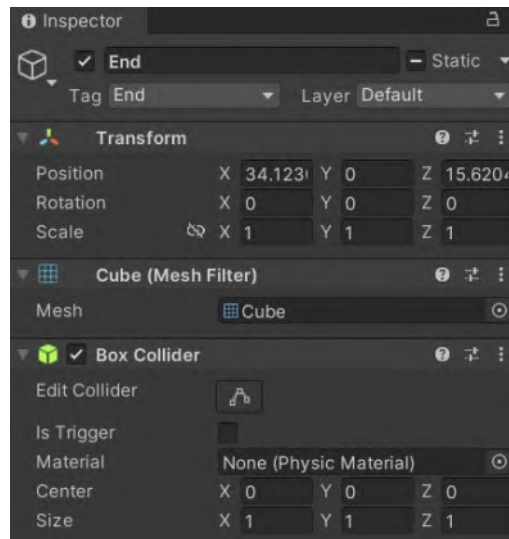 Inspector
End
Static
Tag End Layer Default
Transform
Position X 34.123 Y 0 Z 15.620
Rotation X 0 Y 0 Z 0
Scale X 1 Y 1 Z 1
Cube (Mesh Filter)
Mesh Cube
Box Collider
Edit Collider
Is Trigger
Material None (Physic Material)
Center X 0 Y 0 Z 0
Size X 1 Y 1 Z 1